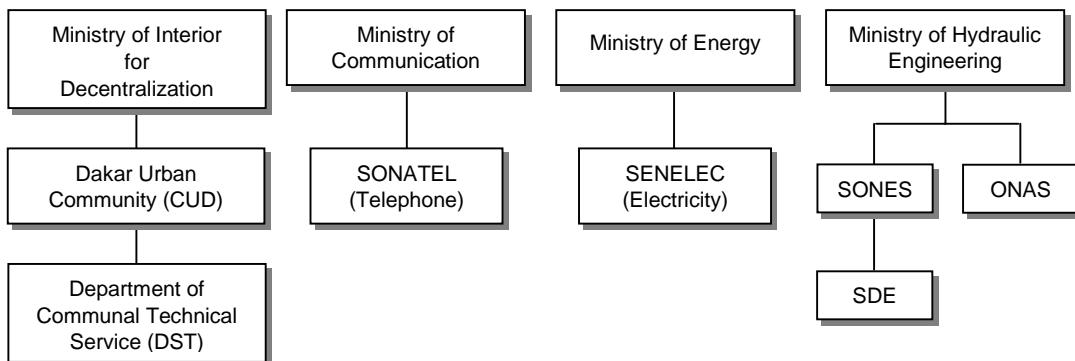 Ministry of Interior
for
Decentralization
Ministry of
Communication
Ministry of Energy
Ministry of Hydraulic
Engineering
Dakar Urban
Community (CUD)
SONATEL
(Telephone)
SENELEC
(Electricity)
SONES
ONAS
Department of
Communal Technical
Service (DST)
SDE